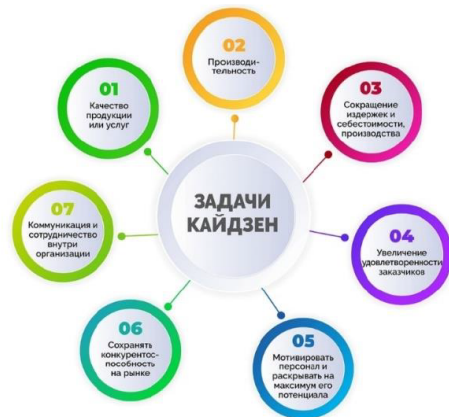 ЗАДАЧИ
КАЙДЗЕН
01
Качество
продукции
или услуг
02
Производи-
тельность
03
Сокращение
издержек и
себестоимости,
производства
04
Увеличение
удовлетворенности
заказчиков
05
Мотивировать
персонал и
раскрывать на
максимум его
потенциала
06
Сохранять
конкурентос-
пособность
на рынке
07
Коммуникация и
сотрудничество
внутри
организации